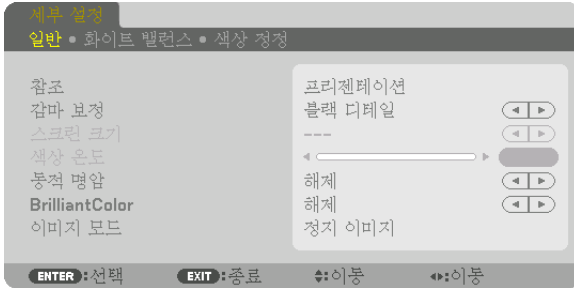 세부 설정
일반 • 화이트 밸런스 • 색상 정정
참조 프리젠테이션
감마 보정 블랙 디테일
스크린 크기 ---
색상 온도
동적 명암 해제
BrilliantColor 해제
이미지 모드 정지 이미지
ENTER :선택 EXIT :종료 :이동 :이동